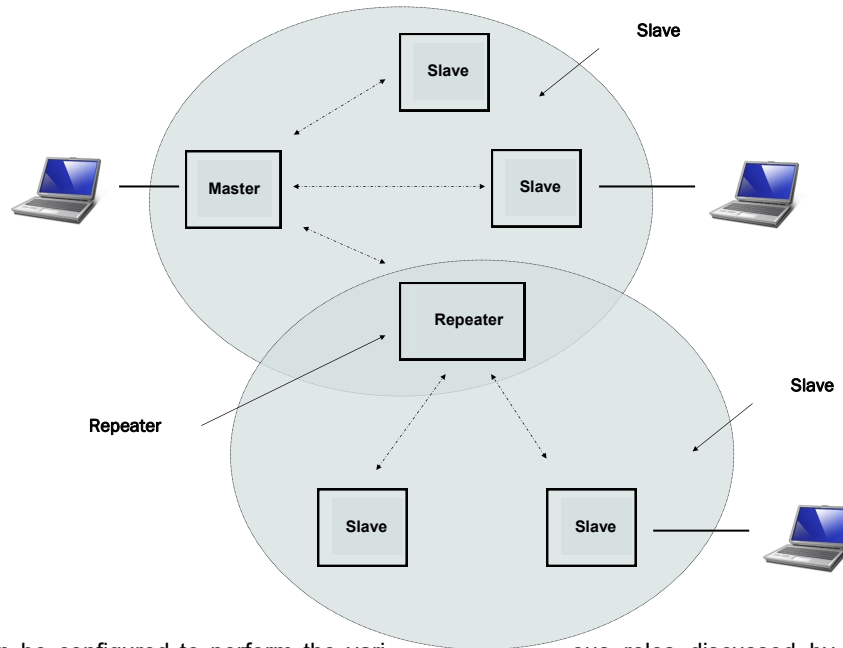 Slave
Slave
Master
Slave
Repeater
Slave
Repeater
Slave
Slave
be configured to perform the vari
ous roles discussed by